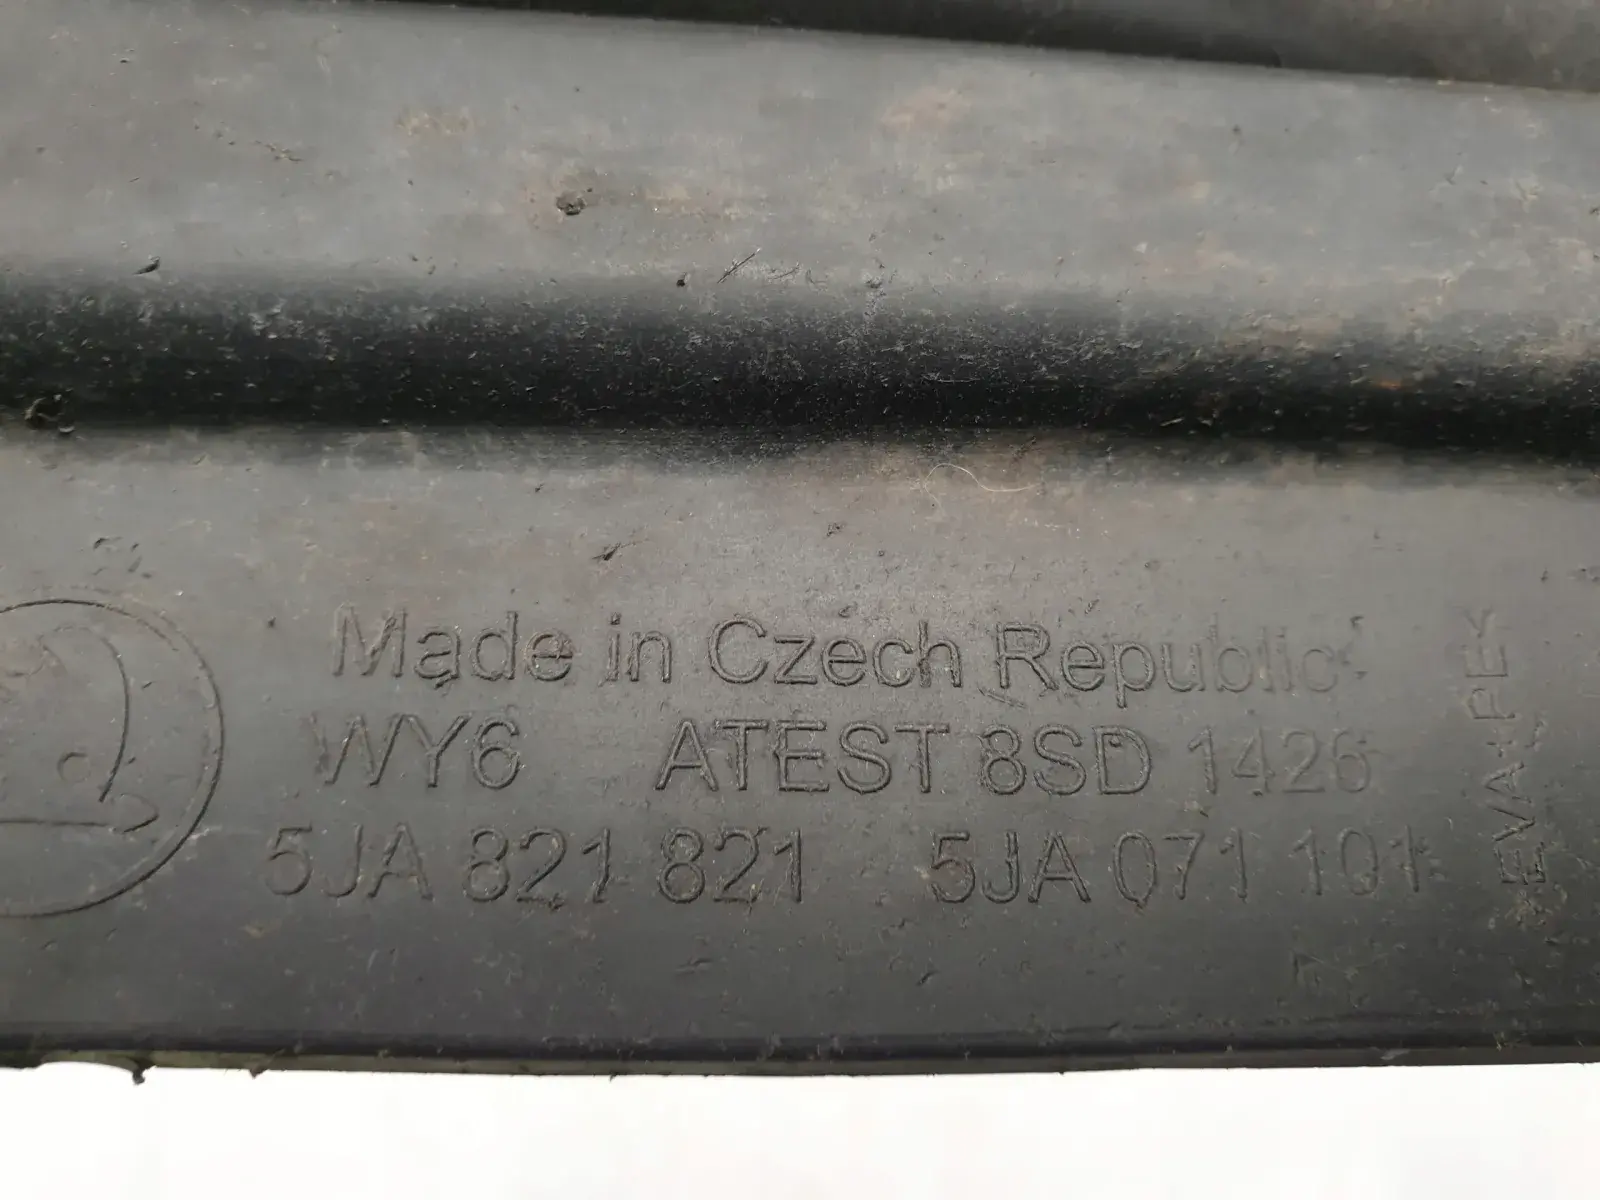 Made in Czech Republic
WY6 ATEST 8SD 1426
5JA 821 821 5JA 071 101
EVA+PE